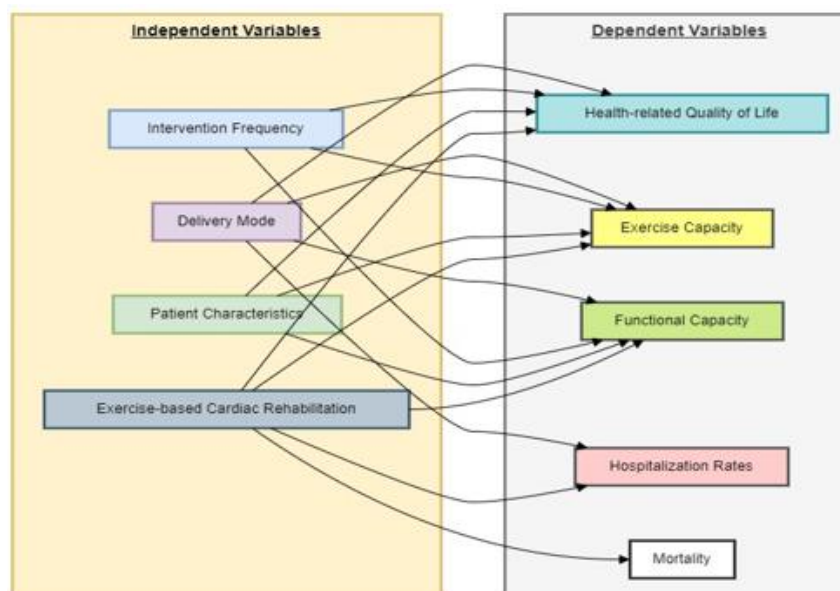 Independent Variables
Dependent Variables
Intervention Frequency
Health-related Quality of Life
Delivery Mode
Exercise Capacity
Patient Characteristics
Functional Capacity
Exercise-based Cardiac Rehabilitation
Hospitalization Rates
Mortality